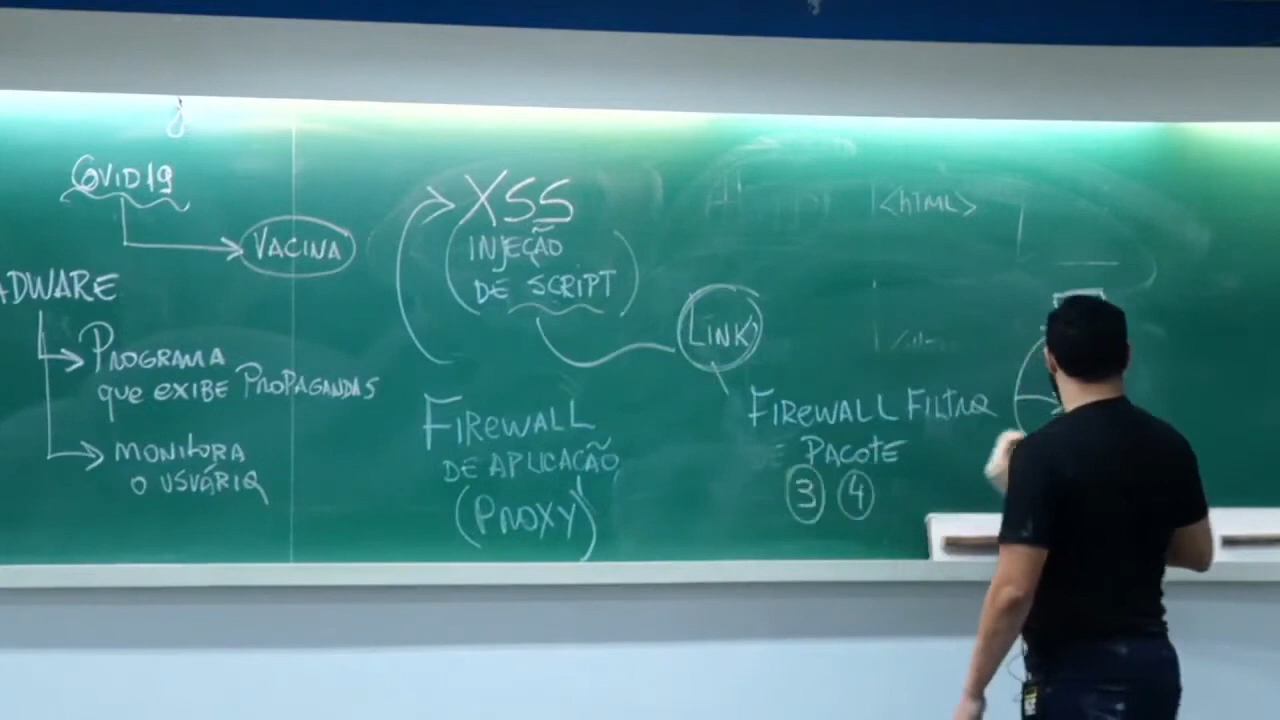 COVID19
VACINA
ADWARE
PROGRAMA
que EXIBE PROPAGANDAS
MONITORA
O USUÁRIO
XSS
INJEÇÃO
DE SCRIPT
LINK
FIREWALL
DE APLICAÇÃO
(PROXY)
<html>
FIREWALL FILTRO
PACOTE
3 4